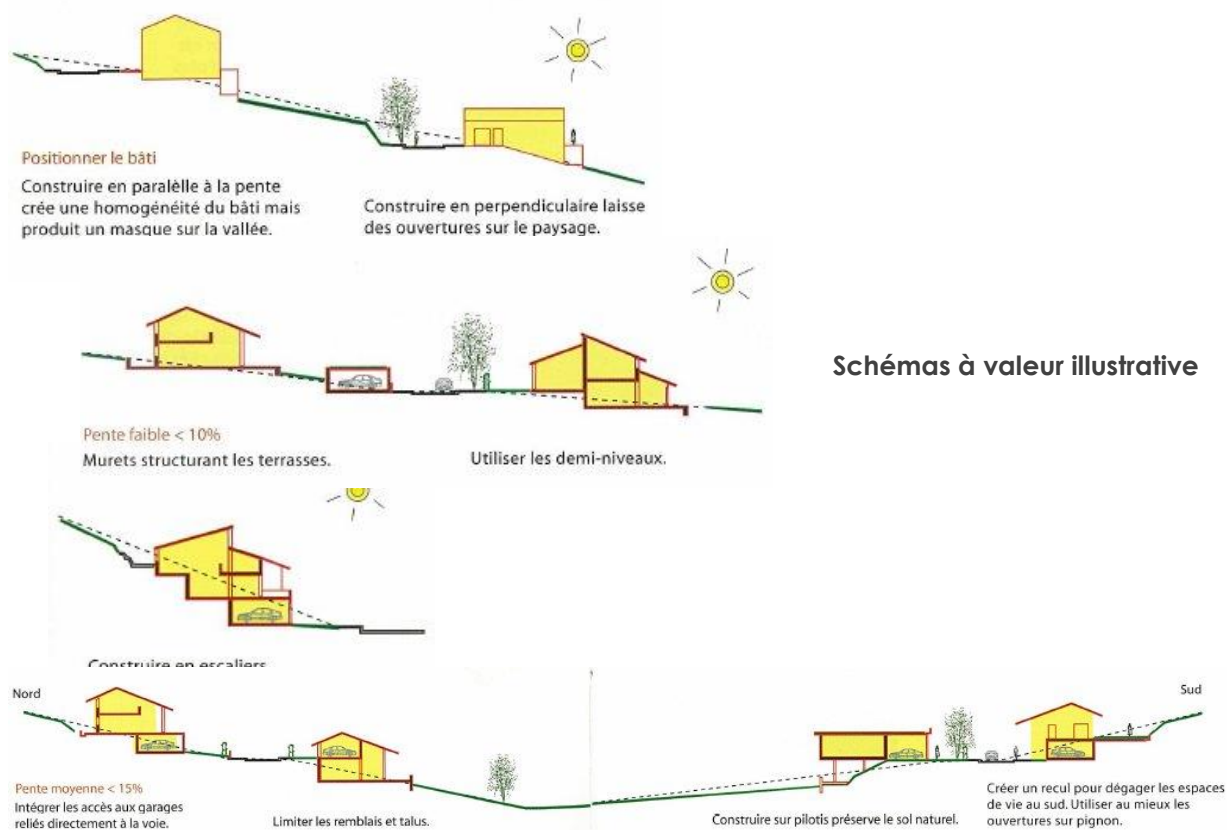 Positionner le bâti
Construire en paralèlle à la pente
crée une homogénéité du bâti mais
produit un masque sur la vallée.
Construire en perpendiculaire laisse
des ouvertures sur le paysage.
Schémas à valeur illustrative
Pente faible < 10%
Murets structurant les terrasses.
Utiliser les demi-niveaux.
Construire en escaliers
Nord
Sud
Pente moyenne < 15%
Intégrer les accès aux garages
reliés directement à la voie.
Limiter les remblais et talus.
Construire sur pilotis préserve le sol naturel.
Créer un recul pour dégager les espaces
de vie au sud. Utiliser au mieux les
ouvertures sur pignon.